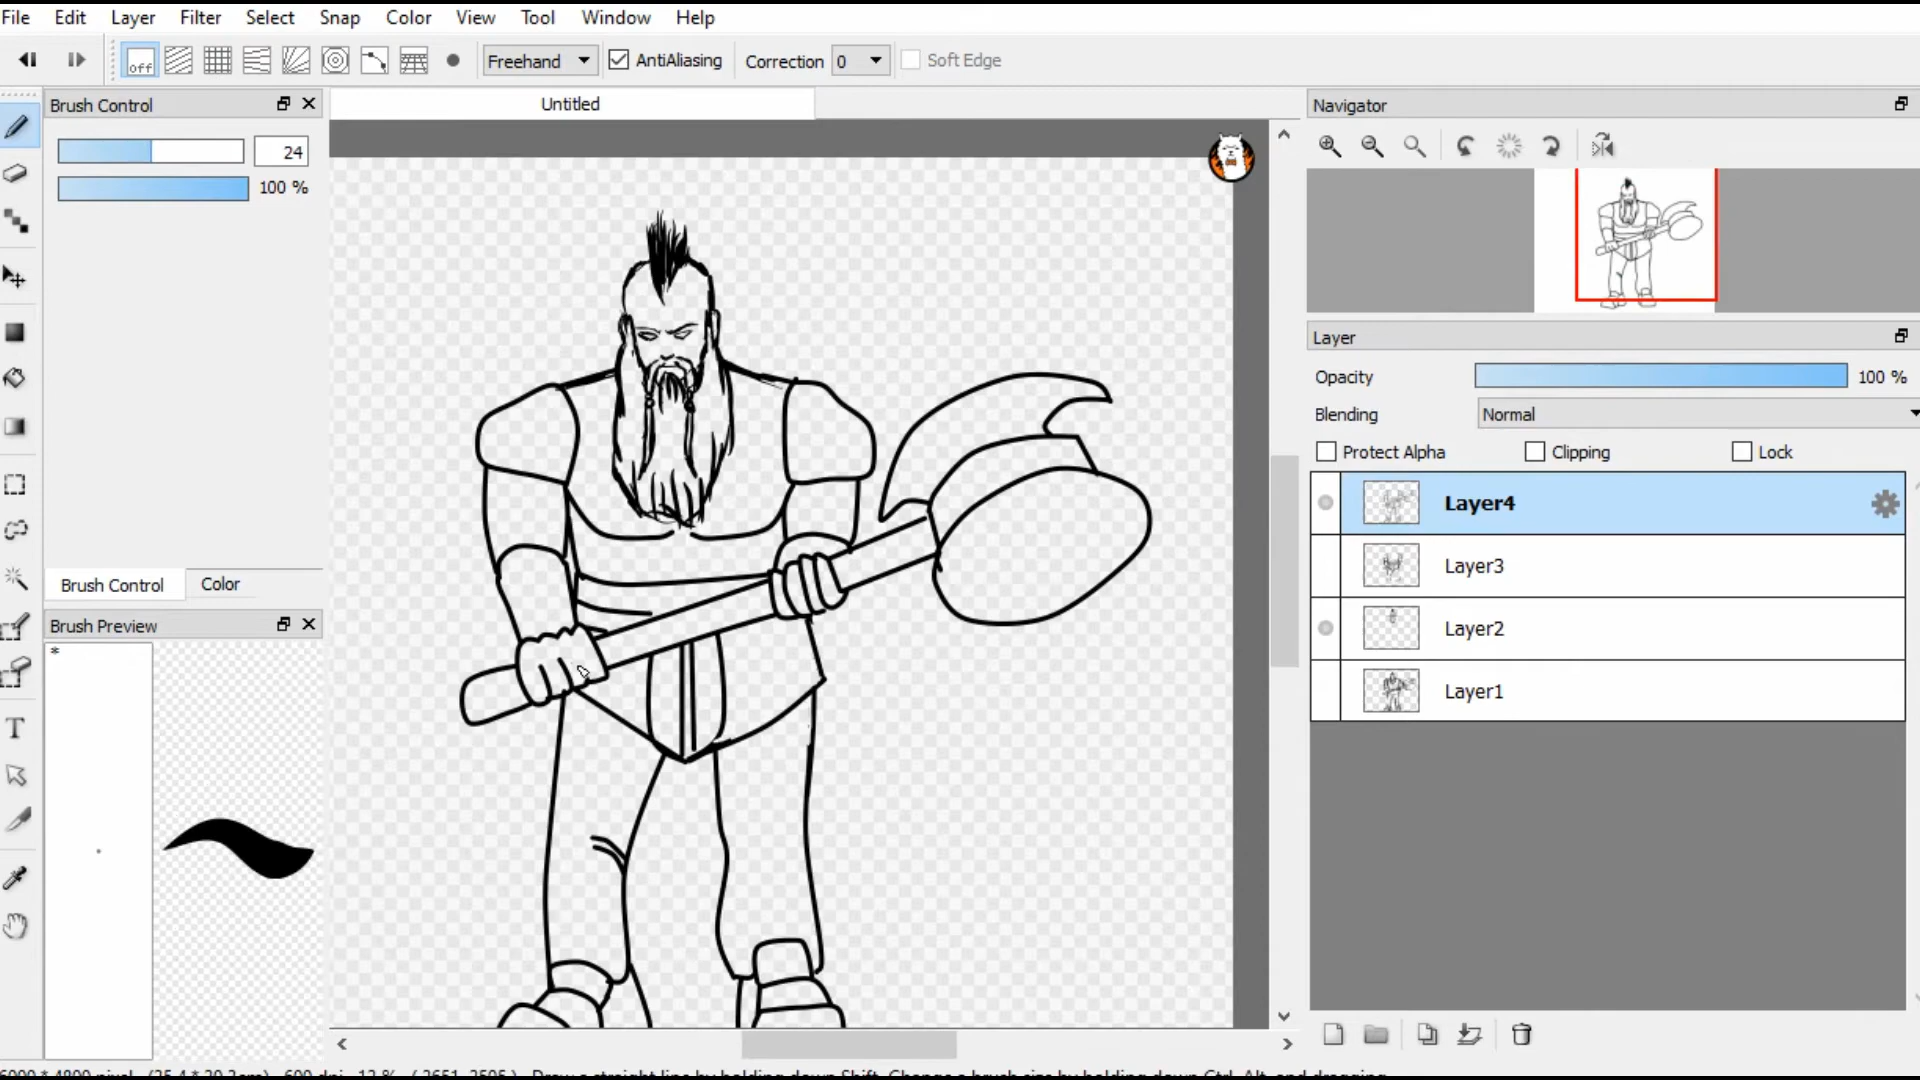 File Edit Layer Filter Select Snap Color View Tool Window Help
off Freehand AntiAliasing Correction 0 Soft Edge
Brush Control
24
100 %
Brush Control Color
Brush Preview
*
Untitled
Navigator
Layer
Opacity 100 %
Blending Normal
Protect Alpha Clipping Lock
Layer4
Layer3
Layer2
Layer1
T